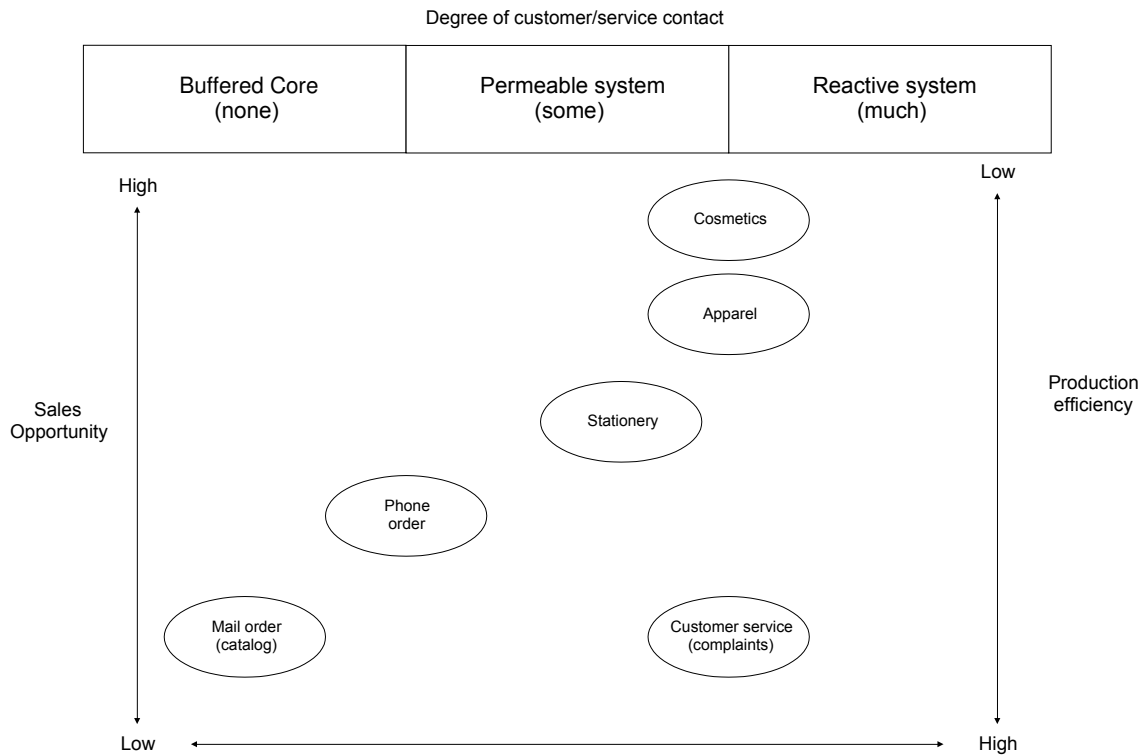 Degree of customer/service contact
Buffered Core
(none)
Permeable system
(some)
Reactive system
(much)
High
Low
Cosmetics
Apparel
Sales
Opportunity
Stationery
Production
efficiency
Phone
order
Mail order
(catalog)
Customer service
(complaints)
Low
High